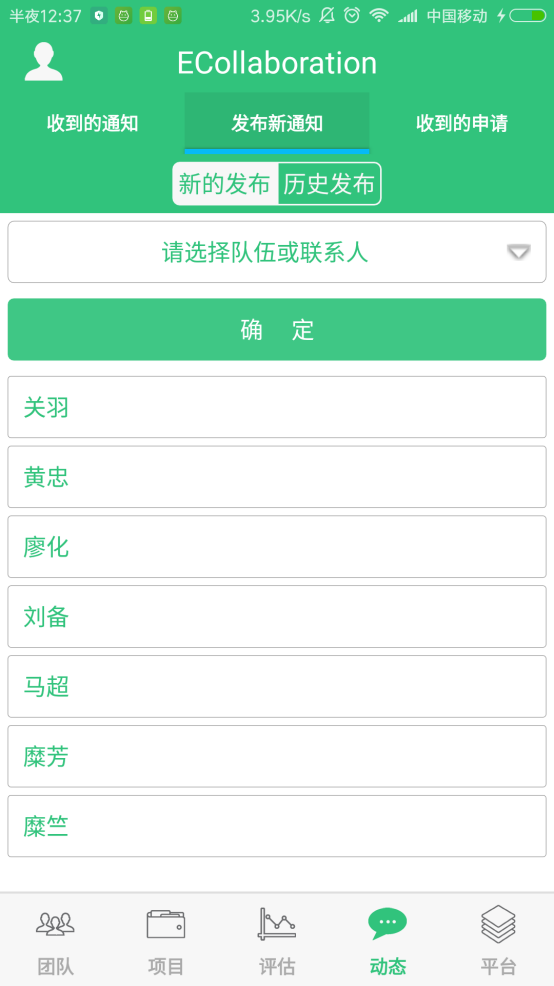 半夜12:37 3.95K/s 中国移动
ECollaboration
收到的通知 发布新通知 收到的申请
新的发布 历史发布
请选择队伍或联系人
确 定
关羽
黄忠
廖化
刘备
马超
糜芳
糜竺
团队 项目 评估 动态 平台